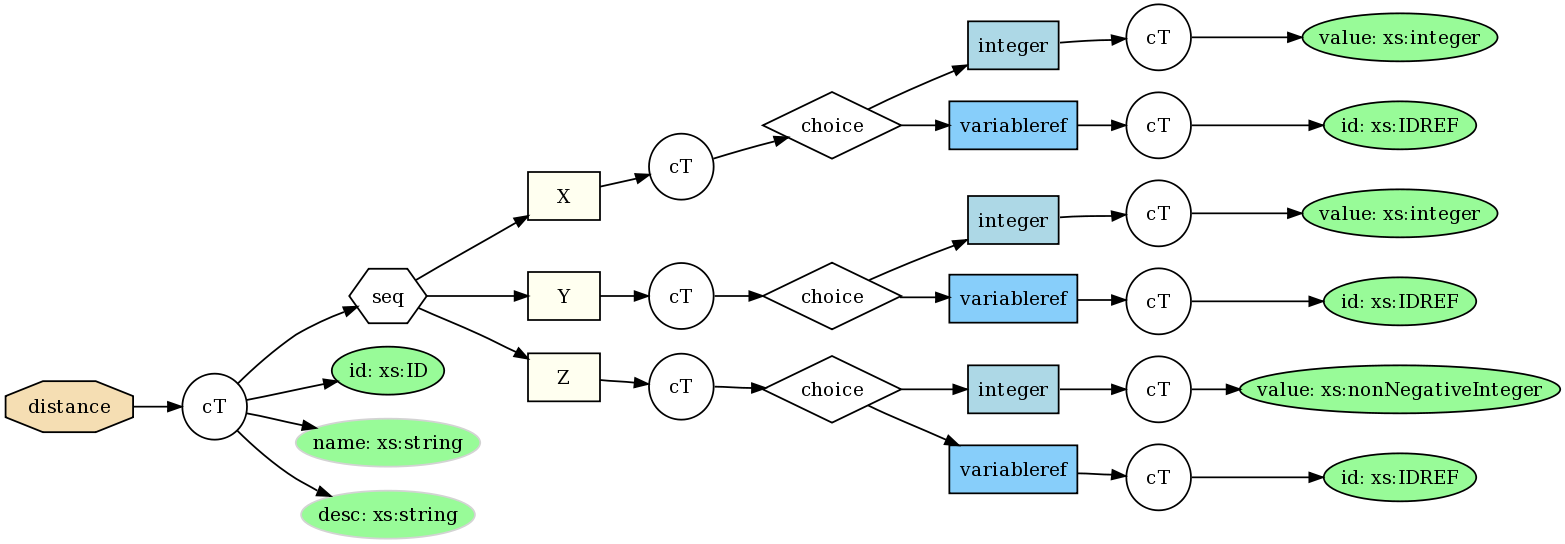 distance
cT
seq
id: xs:ID
name: xs:string
desc: xs:string
X
cT
choice
integer
cT
value: xs:integer
variableref
cT
id: xs:IDREF
Y
cT
choice
integer
cT
value: xs:integer
variableref
cT
id: xs:IDREF
Z
cT
choice
integer
cT
value: xs:nonNegativeInteger
variableref
cT
id: xs:IDREF